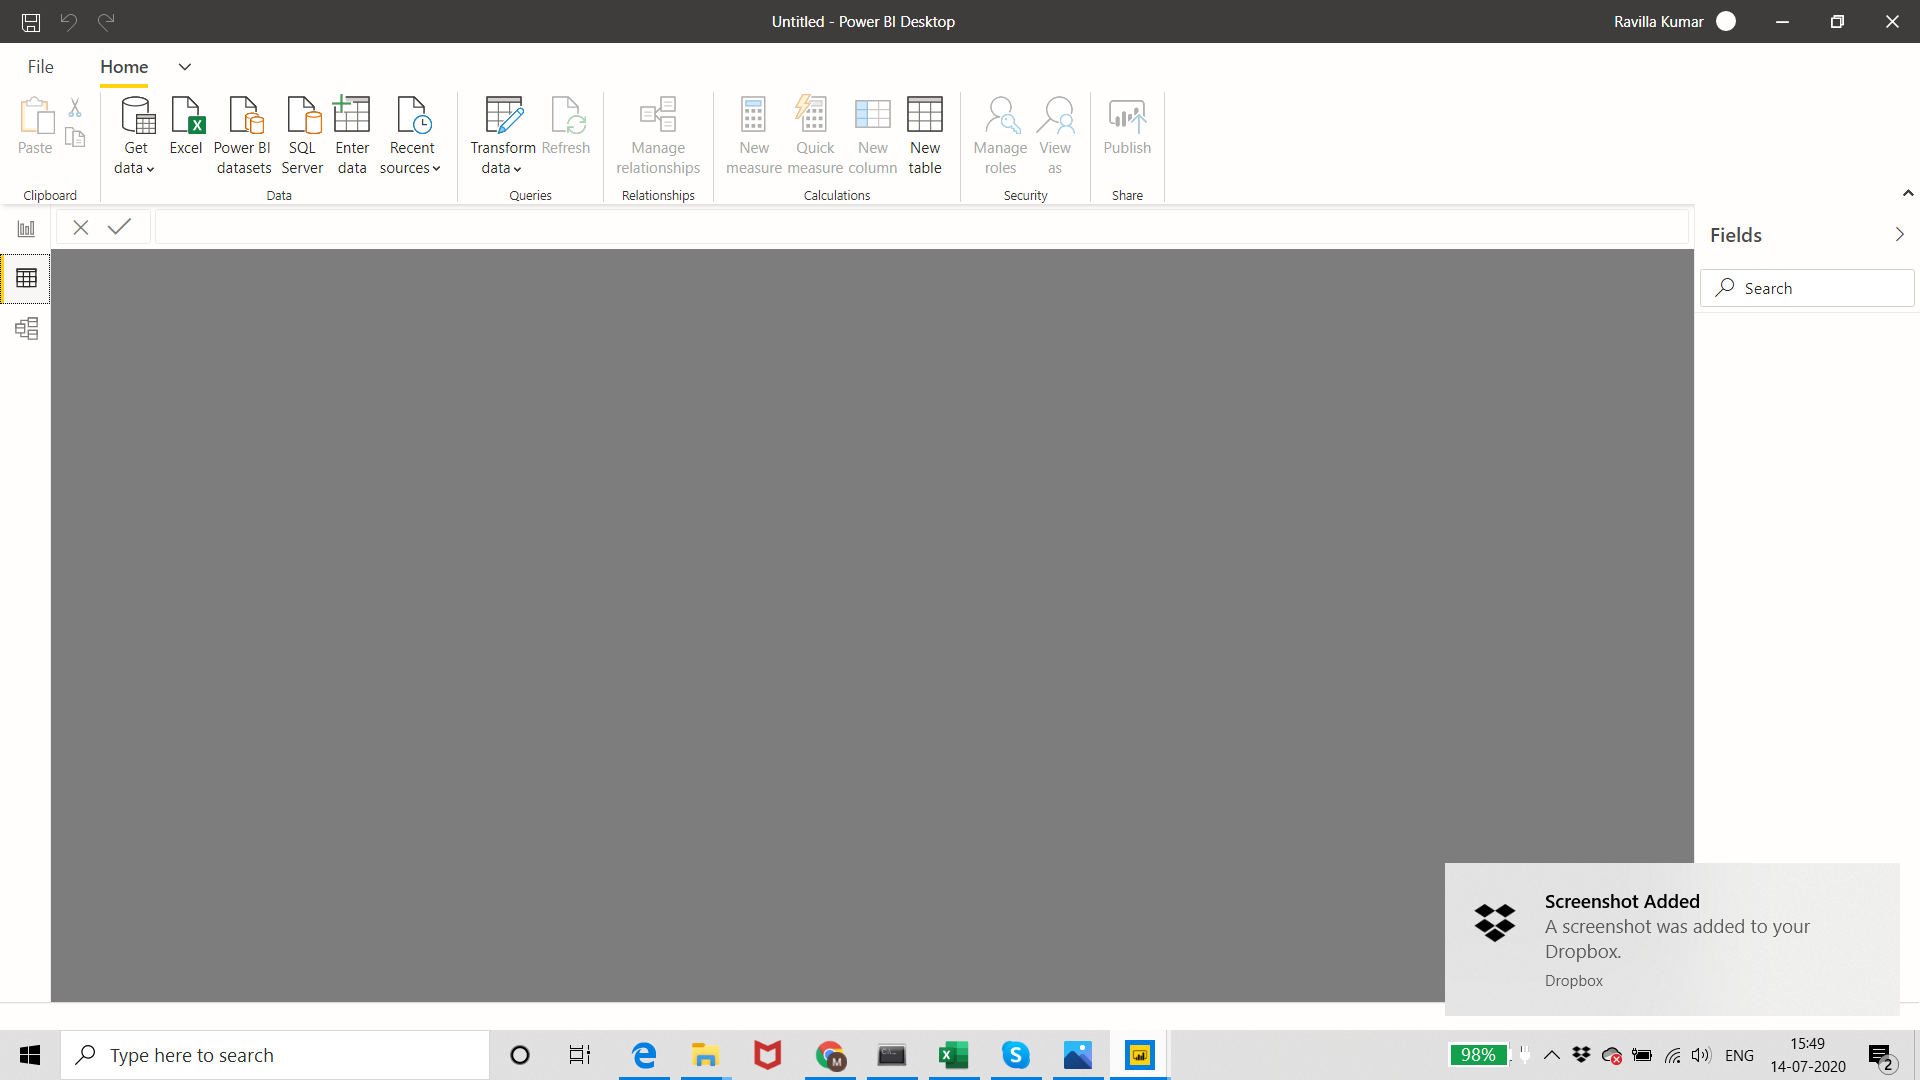 Untitled - Power BI Desktop
Ravilla Kumar
File
Home
Paste
Get
data
Excel
Power BI
datasets
SQL
Server
Enter
data
Recent
sources
Transform
data
Refresh
Manage
relationships
New
measure
Quick
measure
New
column
New
table
Manage
roles
View
as
Publish
Clipboard
Data
Queries
Relationships
Calculations
Security
Share
Fields
Search
Screenshot Added
A screenshot was added to your
Dropbox.
Dropbox
Type here to search
98%
ENG
15:49
14-07-2020
2